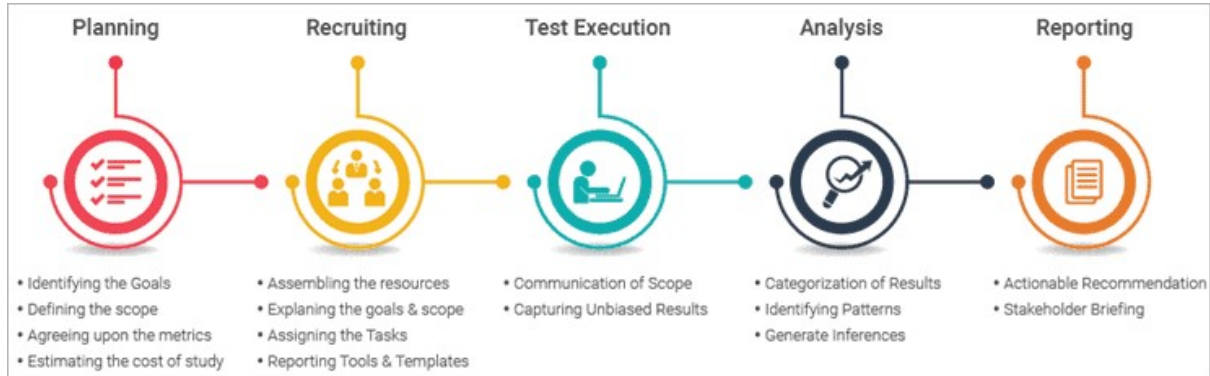 Planning
Recruiting
Test Execution
Analysis
Reporting
• Identifying the Goals
• Defining the scope
• Agreeing upon the metrics
• Estimating the cost of study
• Assembling the resources
• Explaning the goals & scope
• Assigning the Tasks
• Reporting Tools & Templates
• Communication of Scope
• Capturing Unbiased Results
• Categorization of Results
• Identifying Patterns
• Generate Inferences
• Actionable Recommendation
• Stakeholder Briefing